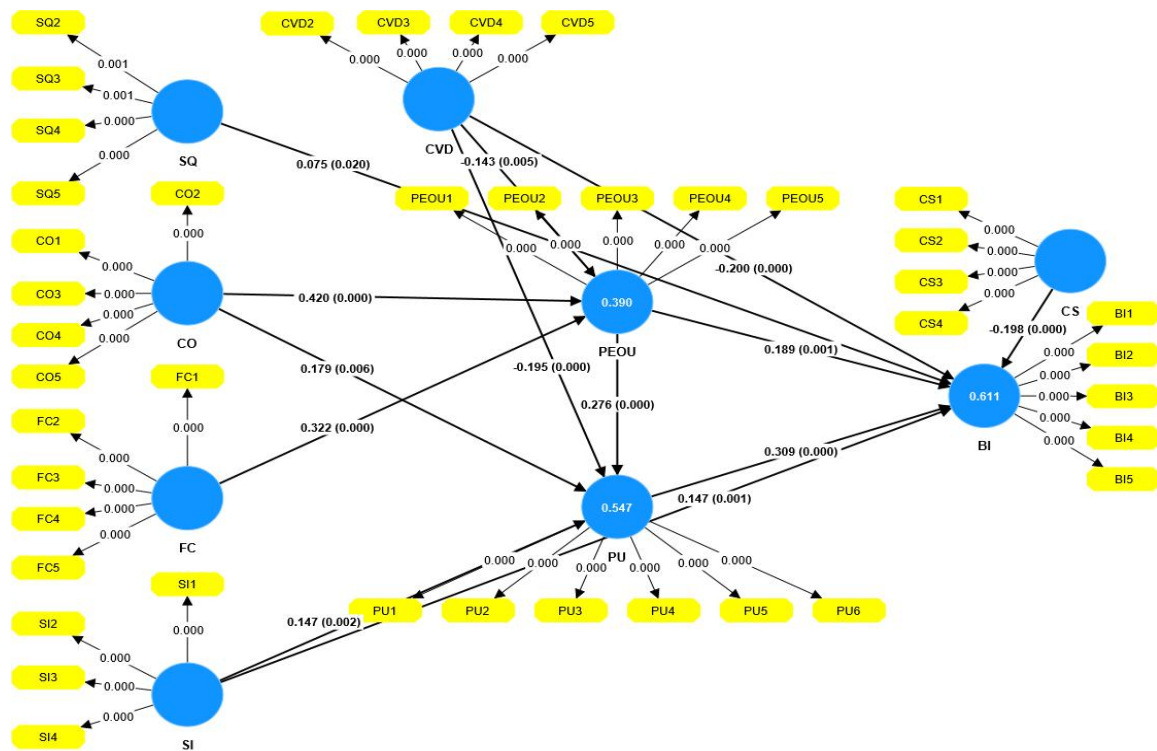 SQ2
SQ3
SQ4
SQ5
0.001
0.001
0.000
0.000
SQ
CVD2
CVD3
CVD4
CVD5
0.000
0.000
0.000
0.000
CVD
0.075 (0.020)
-0.143 (0.005)
-0.200 (0.000)
-0.195 (0.000)
CO2
CO1
CO3
CO4
CO5
0.000
0.000
0.000
0.000
0.000
CO
0.420 (0.000)
0.179 (0.006)
PEOU1
PEOU2
PEOU3
PEOU4
PEOU5
0.000
0.000
0.000
0.000
0.000
0.390
PEOU
0.189 (0.001)
0.276 (0.000)
CS1
CS2
CS3
CS4
0.000
0.000
0.000
0.000
CS
-0.198 (0.000)
BI1
BI2
BI3
BI4
BI5
0.000
0.000
0.000
0.000
0.000
0.611
BI
FC1
FC2
FC3
FC4
FC5
0.000
0.000
0.000
0.000
0.000
FC
0.322 (0.000)
0.309 (0.000)
0.147 (0.001)
0.547
PU
0.000
0.000
0.000
0.000
0.000
0.000
PU1
PU2
PU3
PU4
PU5
PU6
SI1
SI2
SI3
SI4
0.000
0.000
0.000
0.000
SI
0.147 (0.002)